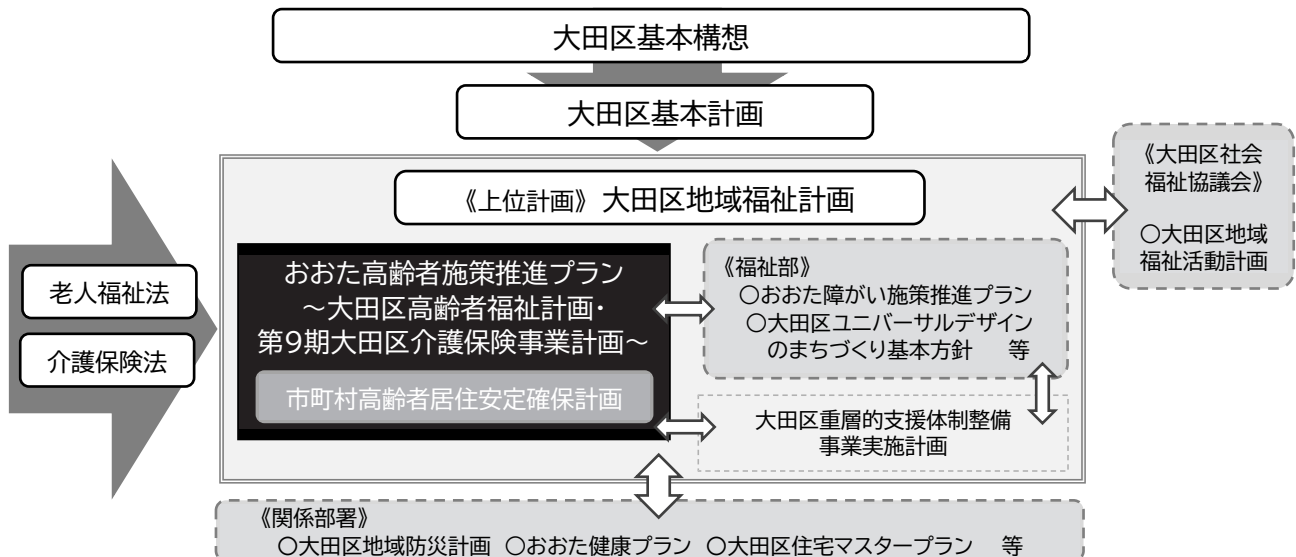 大田区基本構想
大田区基本計画
《上位計画》 大田区地域福祉計画
老人福祉法
介護保険法
おおた高齢者施策推進プラン
～大田区高齢者福祉計画・
第9期大田区介護保険事業計画～
市町村高齢者居住安定確保計画
《福祉部》
○おおた障がい施策推進プラン
○大田区ユニバーサルデザイン
のまちづくり基本方針 等
大田区重層的支援体制整備
事業実施計画
《大田区社会
福祉協議会》
○大田区地域
福祉活動計画
《関係部署》
○大田区地域防災計画 ○おおた健康プラン ○大田区住宅マスタープラン 等